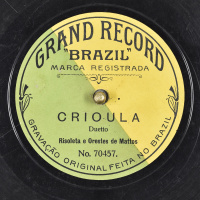 GRAND RECORD
"BRAZIL"
MARCA REGISTRADA
CRIOULA
Duetto
Risoleta e Orestes de Mattos
No. 70457.
GRAVAÇÃO ORIGINAL FEITA NO BRAZIL